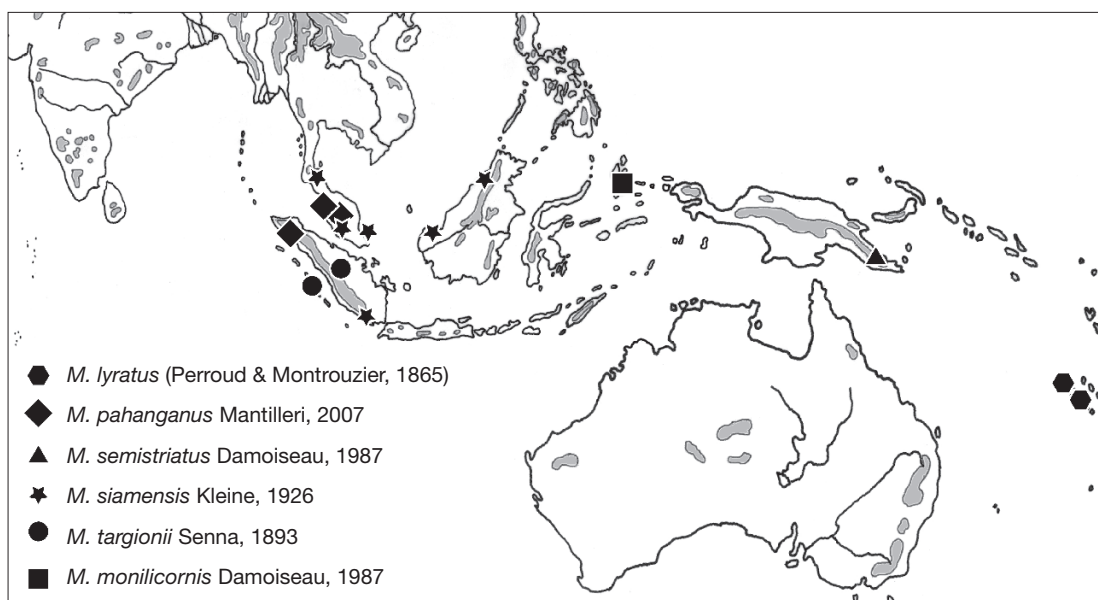 M. lyratus (Perroud & Montrouzier, 1865)
M. pahanganus Mantilleri, 2007
M. semistriatus Damoiseau, 1987
M. siamensis Kleine, 1926
M. targionii Senna, 1893
M. monilicornis Damoiseau, 1987